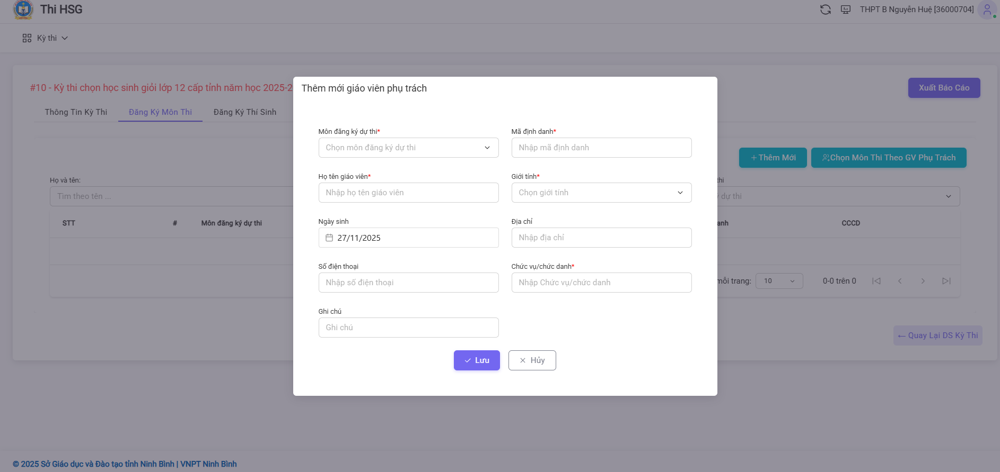 Thi HSG
THPT B Nguyễn Huệ [36000704]
Kỳ thi
#10 - Kỳ thi chọn học sinh giỏi lớp 12 cấp tỉnh năm học 2025-2
Xuất Báo Cáo
Thông Tin Kỳ Thi
Đăng Ký Môn Thi
Đăng Ký Thí Sinh
+ Thêm Mới
Chọn Môn Thi Theo GV Phụ Trách
Họ và tên:
thi
Tìm theo tên ...
dự thi
STT
#
Môn đăng ký dự thi
anh
CCCD
mỗi trang:
10
0-0 trên 0
← Quay Lại DS Kỳ Thi
Thêm mới giáo viên phụ trách
Môn đăng ký dự thi*
Mã định danh*
Chọn môn đăng ký dự thi
Nhập mã định danh
Họ tên giáo viên*
Giới tính*
Nhập họ tên giáo viên
Chọn giới tính
Ngày sinh
Địa chỉ
27/11/2025
Nhập địa chỉ
Số điện thoại
Chức vụ/chức danh*
Nhập số điện thoại
Nhập Chức vụ/chức danh
Ghi chú
Ghi chú
Lưu
Hủy
© 2025 Sở Giáo dục và Đào tạo tỉnh Ninh Bình | VNPT Ninh Bình